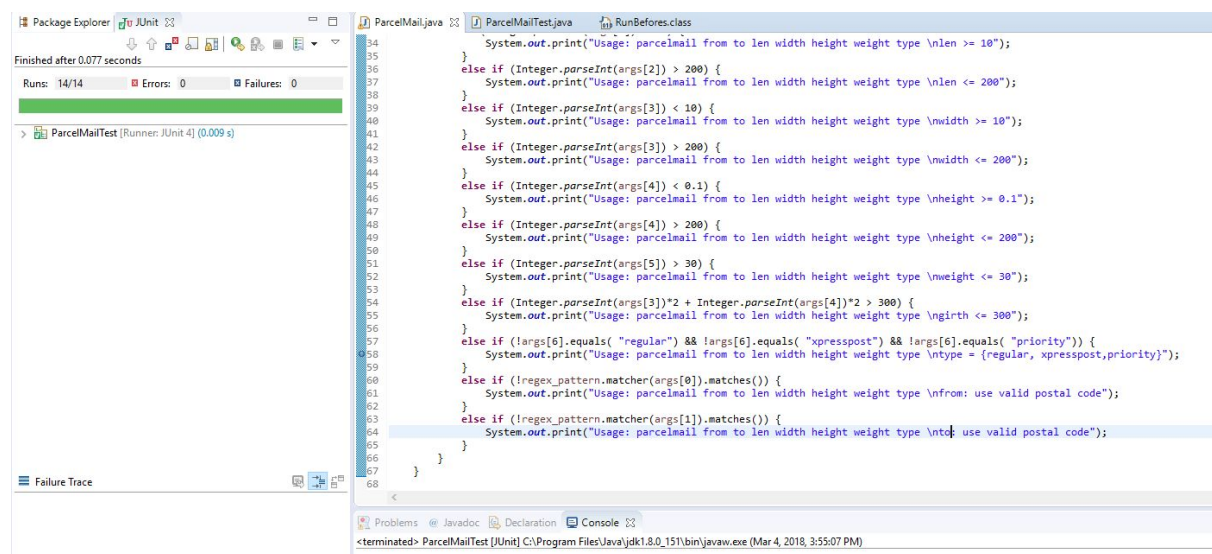 Package Explorer JUnit
Finished after 0.077 seconds
Runs: 14/14 Errors: 0 Failures: 0
ParcelMailTest [Runner: JUnit 4] (0.009 s)
Failure Trace
ParcelMail.java ParcelMailTest.java RunBefores.class
34 System.out.print("Usage: parcelmail from to len width height weight type \nlen >= 10");
35 }
36 else if (Integer.parseInt(args[2]) > 200) {
37 System.out.print("Usage: parcelmail from to len width height weight type \nlen <= 200");
38 }
39 else if (Integer.parseInt(args[3]) < 10) {
40 System.out.print("Usage: parcelmail from to len width height weight type \nwidth >= 10");
41 }
42 else if (Integer.parseInt(args[3]) > 200) {
43 System.out.print("Usage: parcelmail from to len width height weight type \nwidth <= 200");
44 }
45 else if (Integer.parseInt(args[4]) < 0.1) {
46 System.out.print("Usage: parcelmail from to len width height weight type \nheight >= 0.1");
47 }
48 else if (Integer.parseInt(args[4]) > 200) {
49 System.out.print("Usage: parcelmail from to len width height weight type \nheight <= 200");
50 }
51 else if (Integer.parseInt(args[5]) > 30) {
52 System.out.print("Usage: parcelmail from to len width height weight type \nweight <= 30");
53 }
54 else if (Integer.parseInt(args[3])*2 + Integer.parseInt(args[4])*2 > 300) {
55 System.out.print("Usage: parcelmail from to len width height weight type \ngirth <= 300");
56 }
57 else if (!args[6].equals( "regular") && !args[6].equals( "xpresspost") && !args[6].equals( "priority")) {
58 System.out.print("Usage: parcelmail from to len width height weight type \ntype = {regular, xpresspost,priority}");
59 }
60 else if (!regex_pattern.matcher(args[0]).matches()) {
61 System.out.print("Usage: parcelmail from to len width height weight type \nfrom: use valid postal code");
62 }
63 else if (!regex_pattern.matcher(args[1]).matches()) {
64 System.out.print("Usage: parcelmail from to len width height weight type \nto: use valid postal code");
65 }
66 }
67 }
68
Problems Javadoc Declaration Console
<terminated> ParcelMailTest [JUnit] C:\Program Files\Java\jdk1.8.0_151\bin\javaw.exe (Mar 4, 2018, 3:55:07 PM)